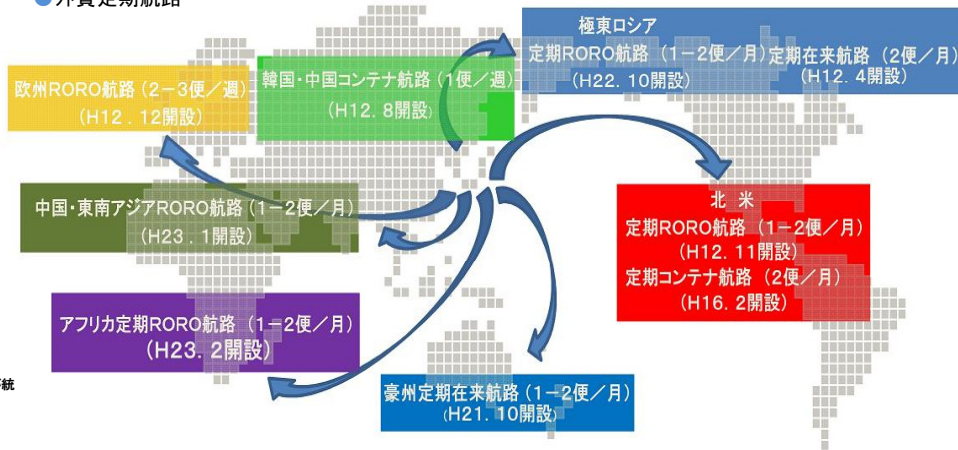 ●外貿定期航路
極東ロシア
定期RORO航路（1－2便／月）定期在来航路（2便／月）
（H22．10開設）　（H12．4開設）
欧州RORO航路（2－3便／週）
（H12．12開設）
韓国・中国コンテナ航路（1便／週）
（H12．8開設）
中国・東南アジアRORO航路（1－2便／月）
（H23．1開設）
北　米
定期RORO航路（1－2便／月）
（H12．11開設）
定期コンテナ航路（2便／月）
（H16．2開設）
アフリカ定期RORO航路（1－2便／月）
（H23．2開設）
豪州定期在来航路（1－2便／月）
（H21．10開設）
統